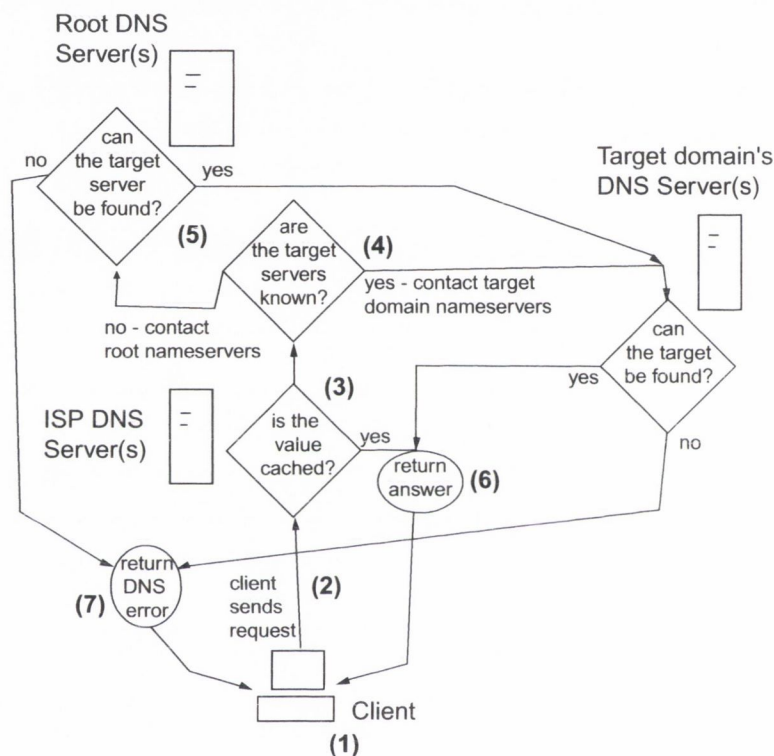 Root DNS
Server(s)
can
the target
server
be found?
no
yes
(5)
Target domain's
DNS Server(s)
are
the target
servers
known?
(4)
yes - contact target
domain nameservers
no - contact
root nameservers
can
the target
be found?
yes
no
(3)
ISP DNS
Server(s)
is the
value
cached?
yes
return
answer
(6)
return
DNS
error
(7)
client
sends
request
(2)
Client
(1)